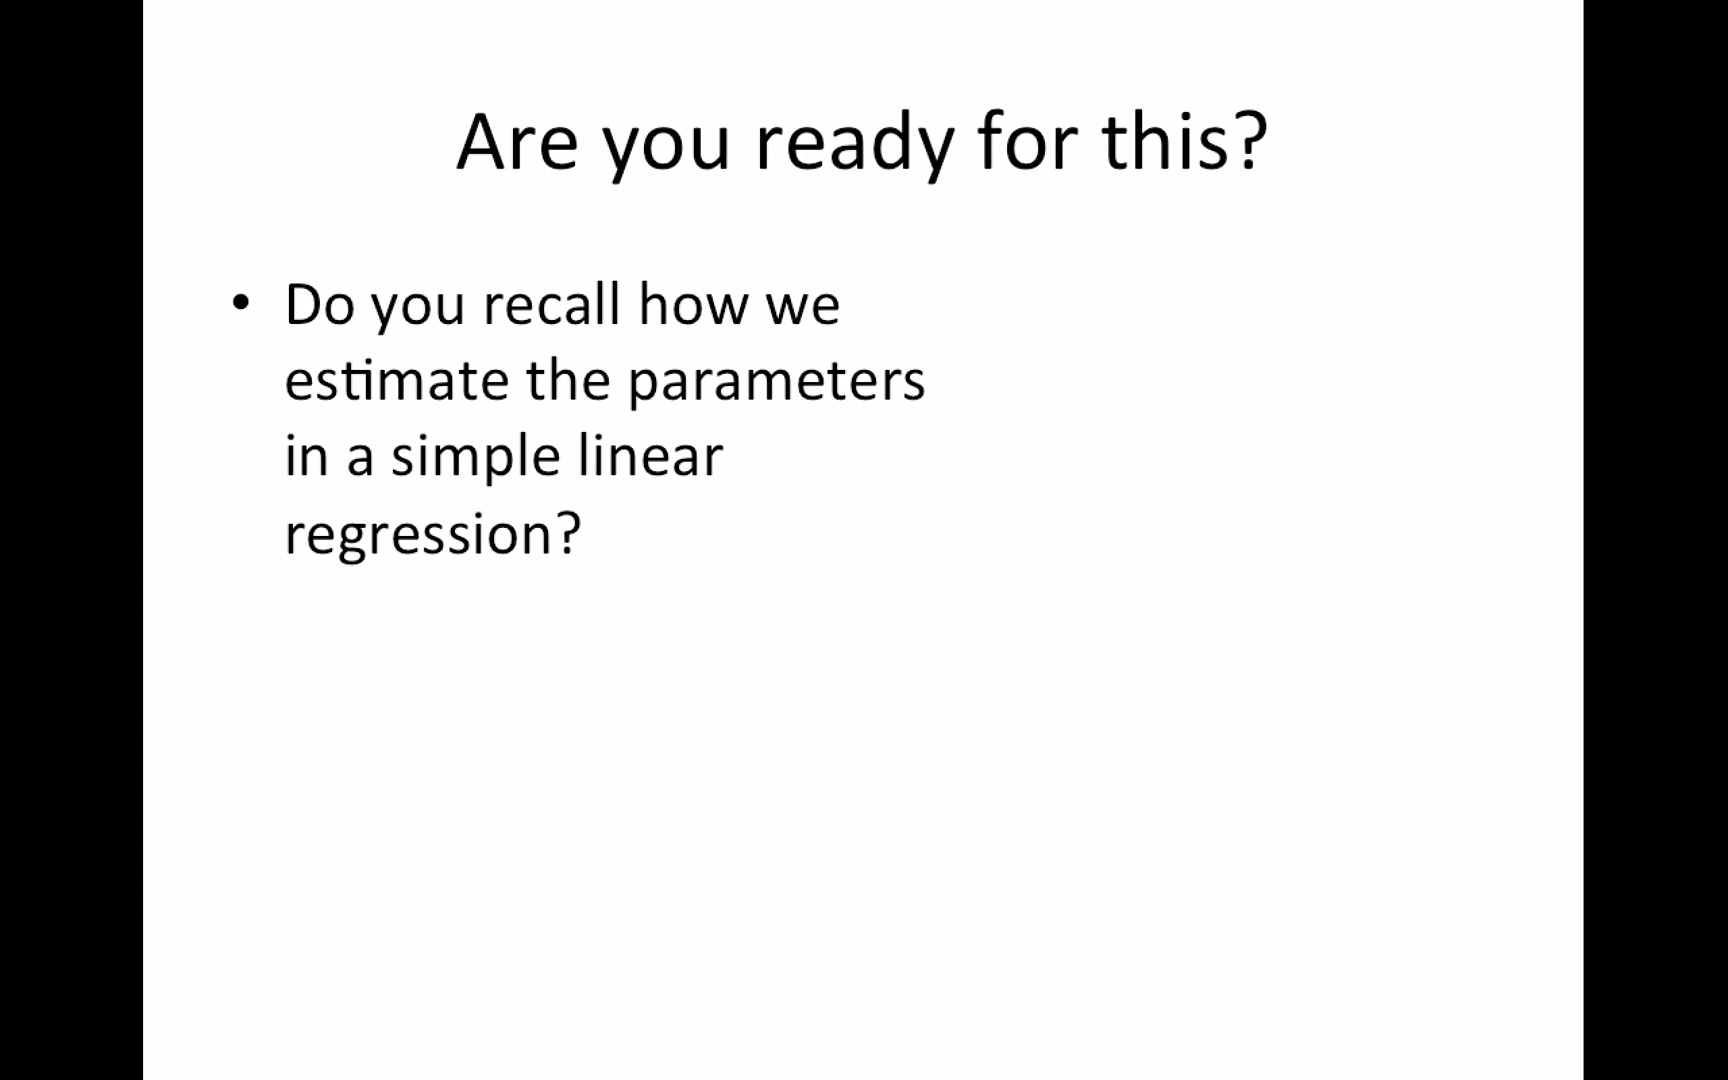 Are you ready for this?
• Do you recall how we
estimate the parameters
in a simple linear
regression?